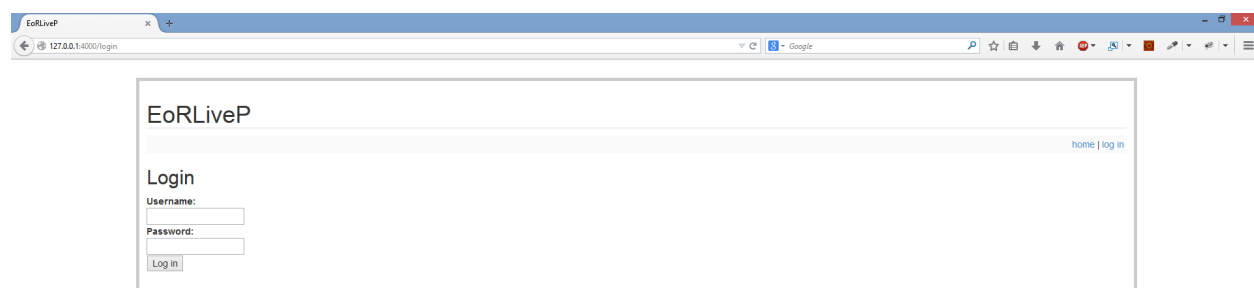 EoRLiveP
127.0.0.1:4000/login
Google
EoRLiveP
home | log in
Login
Username:
Password:
Log in